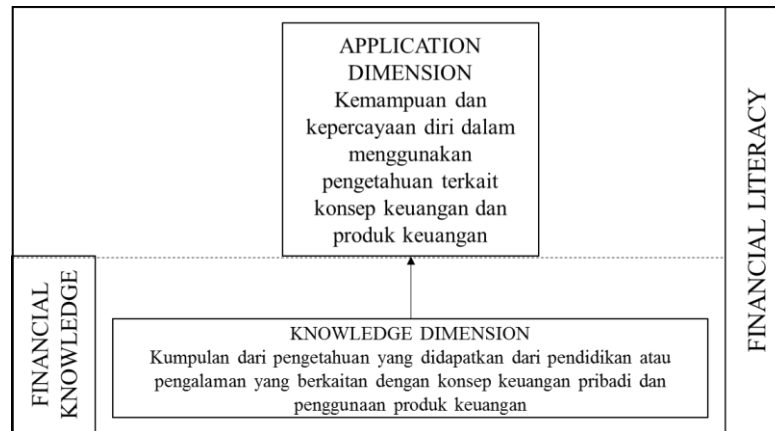 APPLICATION
DIMENSION
Kemampuan dan
kepercayaan diri dalam
menggunakan
pengetahuan terkait
konsep keuangan dan
produk keuangan
FINANCIAL LITERACY
FINANCIAL
KNOWLEDGE
KNOWLEDGE DIMENSION
Kumpulan dari pengetahuan yang didapatkan dari pendidikan atau
pengalaman yang berkaitan dengan konsep keuangan pribadi dan
penggunaan produk keuangan